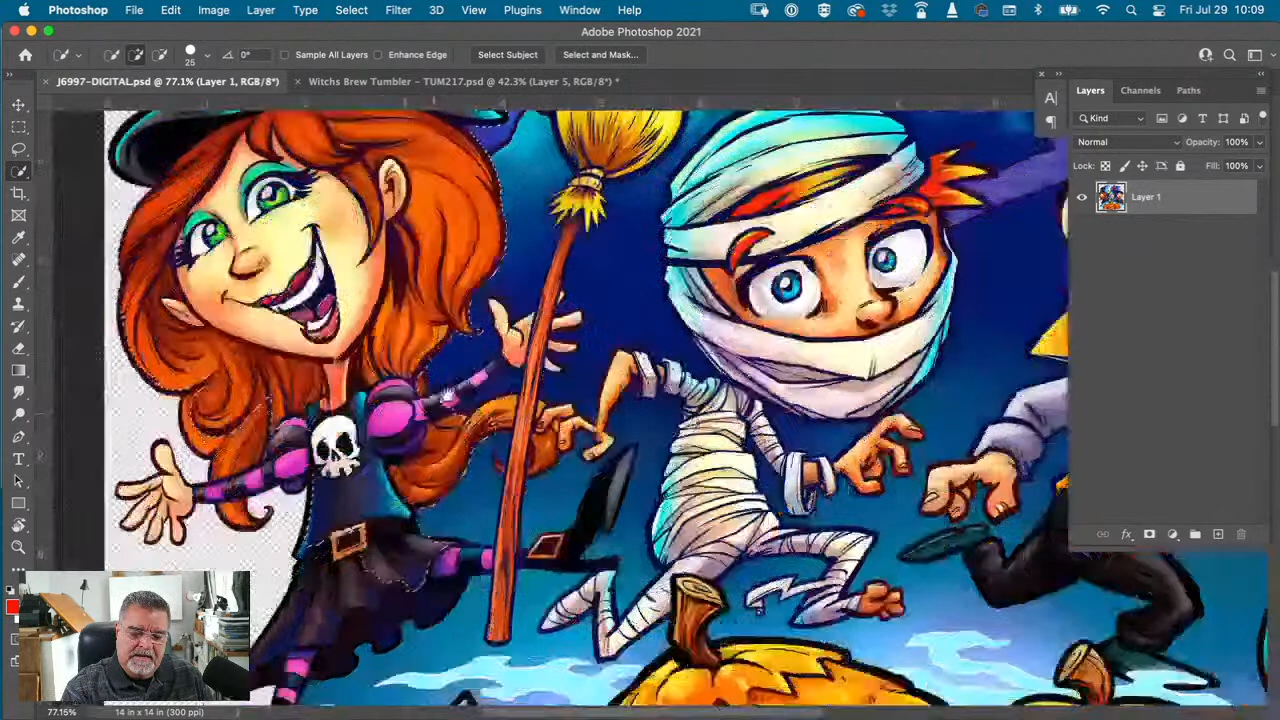 Photoshop File Edit Image Layer Type Select Filter 3D View Plugins Window Help Fri Jul 29 10:09
Adobe Photoshop 2021
25 0° Sample All Layers Enhance Edge Select Subject Select and Mask...
J6997-DIGITAL.psd @ 77.1% (Layer 1, RGB/8*) Witchs Brew Tumbler - TUM217.psd @ 42.3% (Layer 5, RGB/8*) *
Layers Channels Paths
Kind
Normal Opacity: 100%
Lock: Fill: 100%
Layer 1
fx
77.15% 14 in x 14 in (300 ppi)